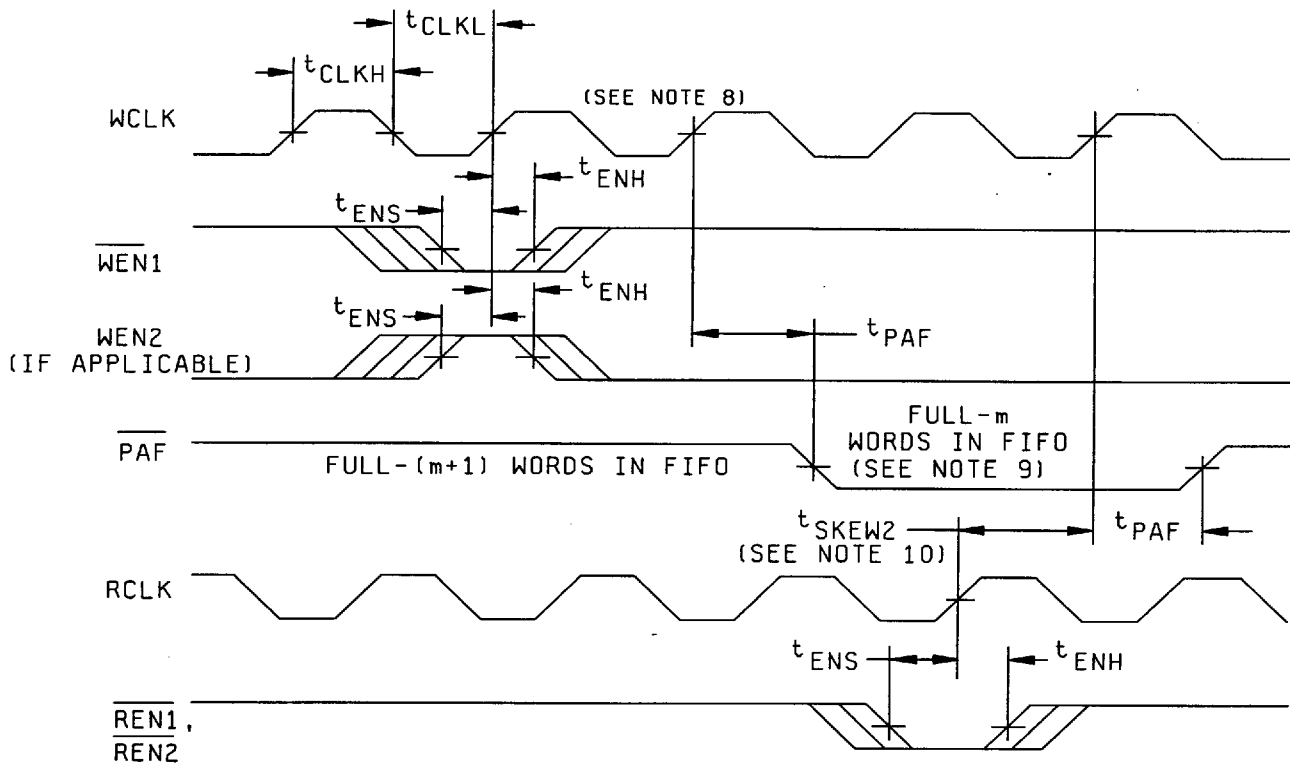 tCLKL
tCLKH
(SEE NOTE 8)
WCLK
tENH
tENS
WEN1
tENH
tENS
WEN2
(IF APPLICABLE)
tPAF
PAF
FULL-(m+1) WORDS IN FIFO
FULL-m
WORDS IN FIFO
(SEE NOTE 9)
tSKEW2
(SEE NOTE 10)
tPAF
RCLK
tENS
tENH
REN1,
REN2